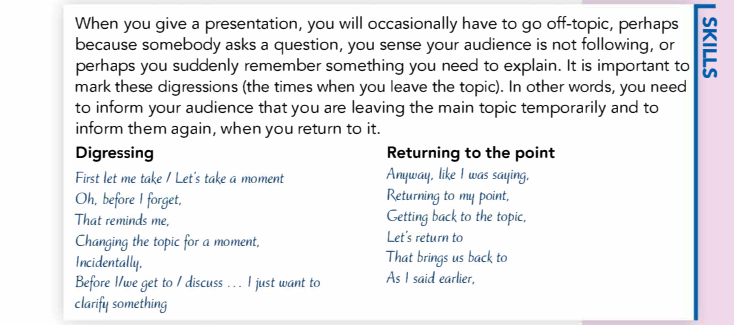 When you give a presentation, you will occasionally have to go off-topic, perhaps
because somebody asks a question, you sense your audience is not following, or
perhaps you suddenly remember something you need to explain. It is important to
mark these digressions (the times when you leave the topic). In other words, you need
to inform your audience that you are leaving the main topic temporarily and to
inform them again, when you return to it.
Digressing
First let me take / Let's take a moment
Oh, before I forget,
That reminds me,
Changing the topic for a moment,
Incidentally,
Before I/we get to / discuss ... I just want to
clarify something
Returning to the point
Anyway, like I was saying,
Returning to my point,
Getting back to the topic,
Let's return to
That brings us back to
As I said earlier,
SKILLS